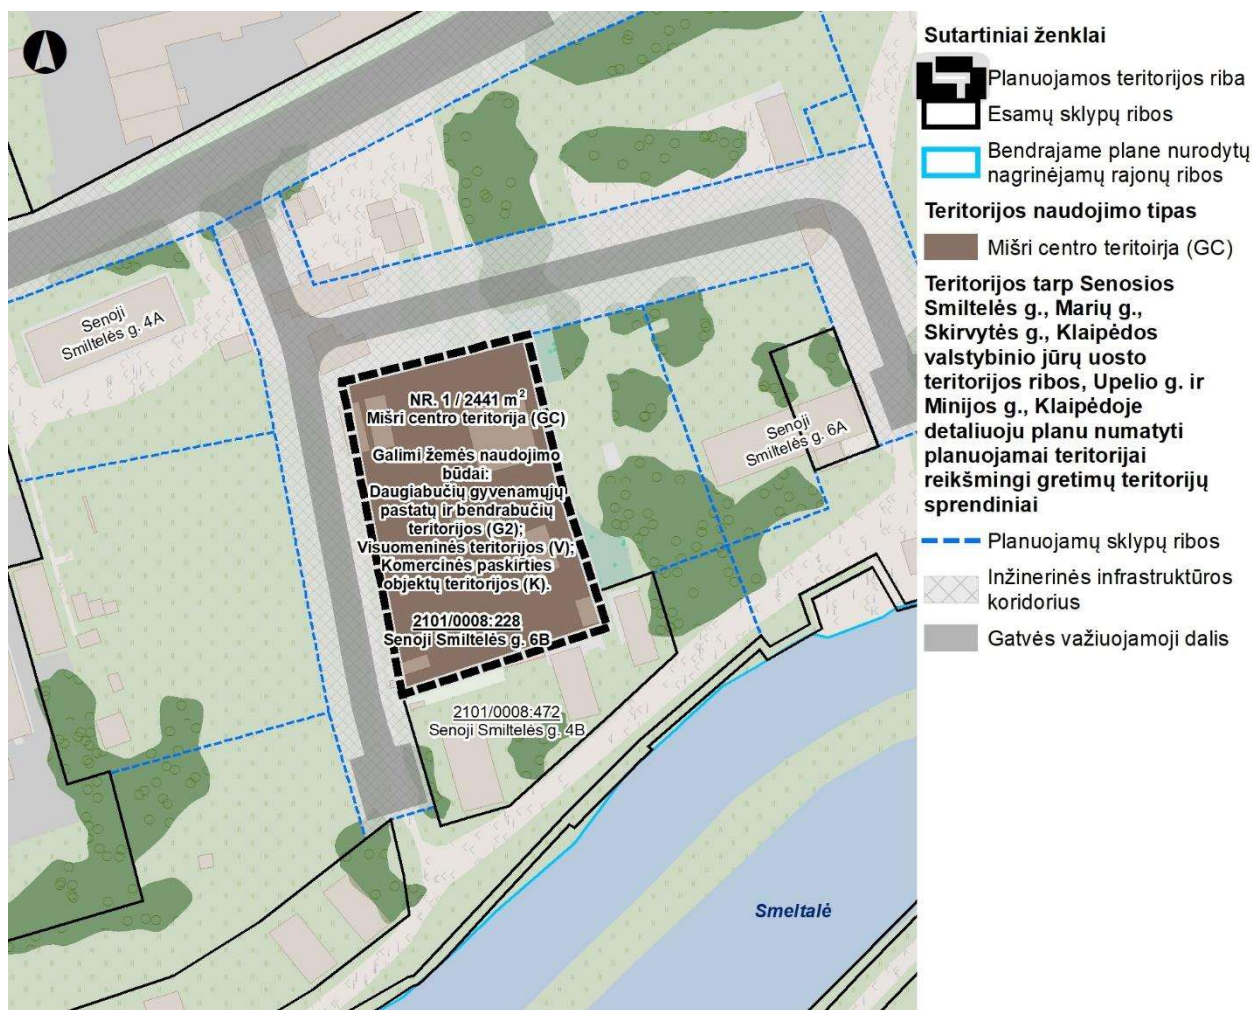 Senoji
Smiltelės g. 4A
NR. 1 / 2441 m²
Mišri centro teritorija (GC)
Galimi žemės naudojimo
būdai:
Daugiabučių gyvenamųjų
pastatų ir bendrabučių
teritorijos (G2);
Visuomeninės teritorijos (V);
Komercinės paskirties
objektų teritorijos (K).
2101/0008:228
Senoji Smiltelės g. 6B
Senoji
Smiltelės g. 6A
2101/0008:472
Senoji Smiltelės g. 4B
Smeltalė
Sutartiniai ženklai
Planuojamos teritorijos riba
Esamų sklypų ribos
Bendrajame plane nurodytų
nagrinėjamų rajonų ribos
Teritorijos naudojimo tipas
Mišri centro teritoirja (GC)
Teritorijos tarp Senosios
Smiltelės g., Marių g.,
Skirvytės g., Klaipėdos
valstybinio jūrų uosto
teritorijos ribos, Upelio g. ir
Minijos g., Klaipėdoje
detaliuoju planu numatyti
planuojamai teritorijai
reikšmingi gretimų teritorijų
sprendiniai
Planuojamų sklypų ribos
Inžinerinės infrastruktūros
koridorius
Gatvės važiuojamoji dalis